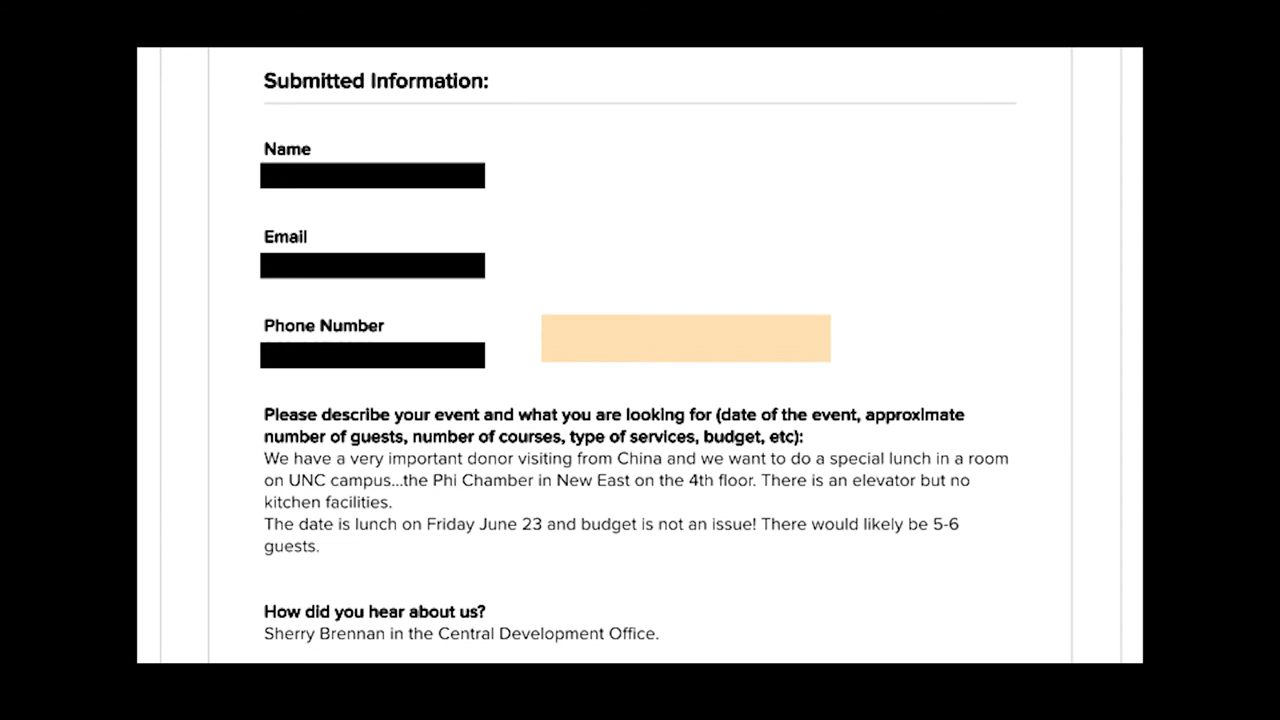 Submitted Information:
Name
Email
Phone Number
Please describe your event and what you are looking for (date of the event, approximate
number of guests, number of courses, type of services, budget, etc):
We have a very important donor visiting from China and we want to do a special lunch in a room
on UNC campus...the Phi Chamber in New East on the 4th floor. There is an elevator but no
kitchen facilities.
The date is lunch on Friday June 23 and budget is not an issue! There would likely be 5-6
guests.
How did you hear about us?
Sherry Brennan in the Central Development Office.